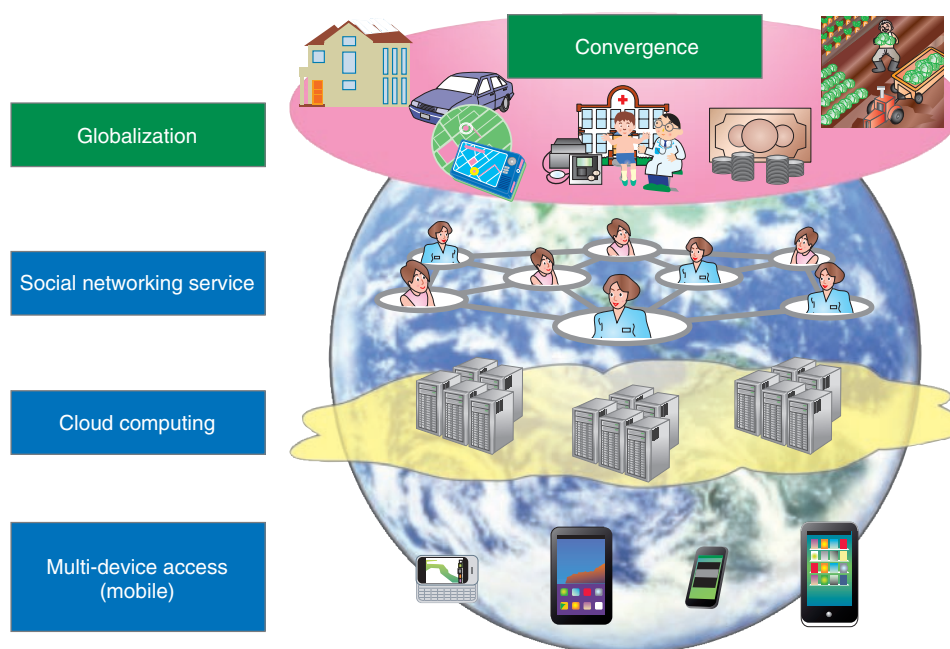 Convergence
Globalization
Social networking service
Cloud computing
Multi-device access
(mobile)